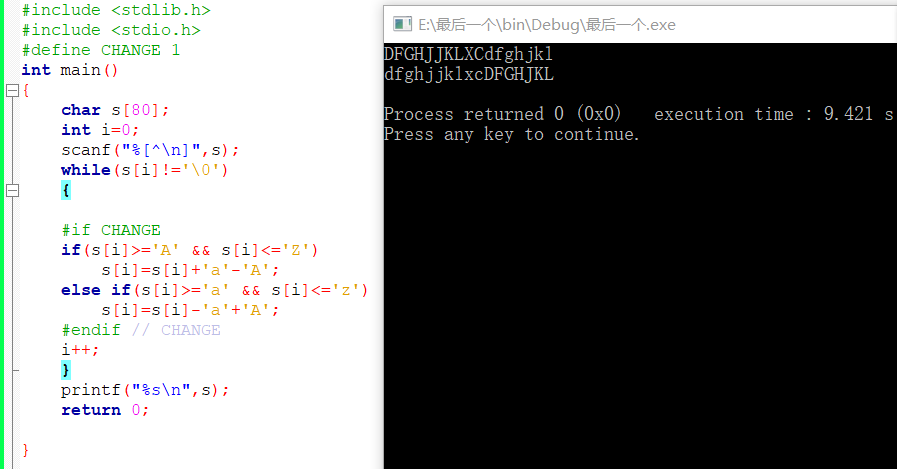 #include <stdlib.h>
#include <stdio.h>
#define CHANGE 1
int main()
{
    char s[80];
    int i=0;
    scanf("%[^\n]",s);
    while(s[i]!='\0')
    {
    #if CHANGE
    if(s[i]>='A' && s[i]<='Z')
        s[i]=s[i]+'a'-'A';
    else if(s[i]>='a' && s[i]<='z')
        s[i]=s[i]-'a'+'A';
    #endif // CHANGE
    i++;
    }
    printf("%s\n",s);
    return 0;
}
E:\最后一个\bin\Debug\最后一个.exe
DFGHJJKLXCdfghjkl
dfghjjklxcDFGHJKL
Process returned 0 (0x0)   execution time : 9.421 s
Press any key to continue.